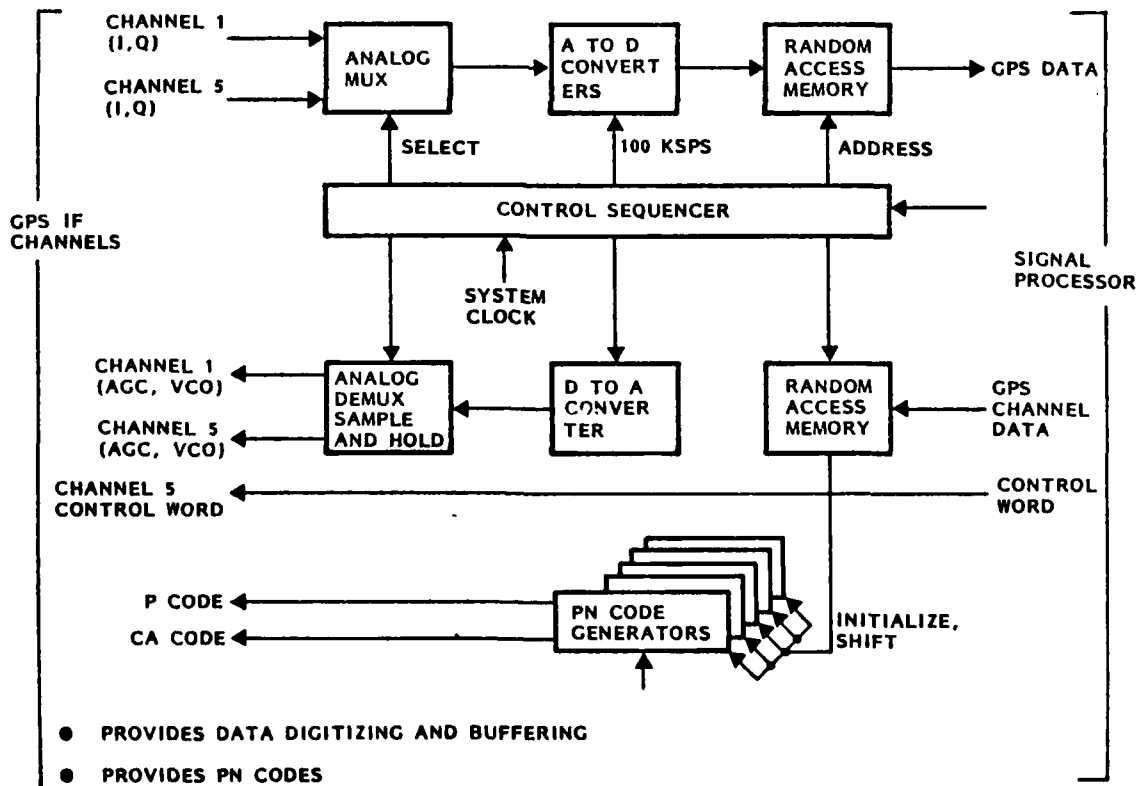 CHANNEL 1
(I,Q)
CHANNEL 5
(I,Q)
ANALOG
MUX
A TO D
CONVERT
ERS
RANDOM
ACCESS
MEMORY
GPS DATA
SELECT
100 KSPS
ADDRESS
CONTROL SEQUENCER
GPS IF
CHANNELS
SIGNAL
PROCESSOR
SYSTEM
CLOCK
CHANNEL 1
(AGC, VCO)
CHANNEL 5
(AGC, VCO)
ANALOG
DEMUX
SAMPLE
AND HOLD
D TO A
CONVER
TER
RANDOM
ACCESS
MEMORY
GPS
CHANNEL
DATA
CHANNEL 5
CONTROL WORD
CONTROL
WORD
P CODE
CA CODE
PN CODE
GENERATORS
INITIALIZE,
SHIFT
● PROVIDES DATA DIGITIZING AND BUFFERING
● PROVIDES PN CODES